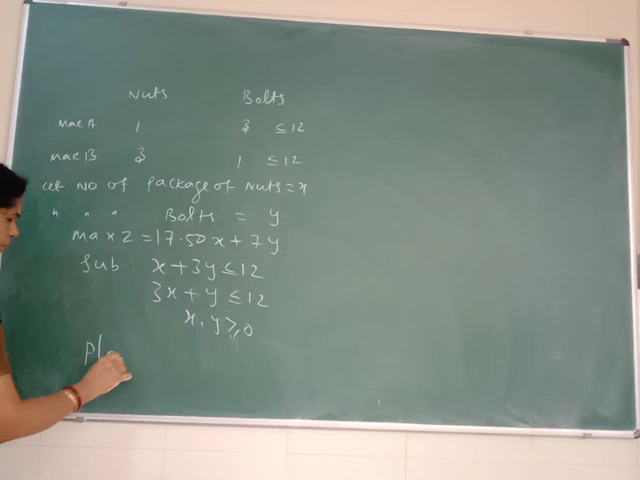 Nuts Bolts
Mac A 1 3 ≤ 12
Mac B 3 1 ≤ 12
Let No of package of Nuts = x
" " " Bolts = y
Max Z = 17.50x + 7y
Sub. x + 3y ≤ 12
3x + y ≤ 12
x, y ≥ 0
pl